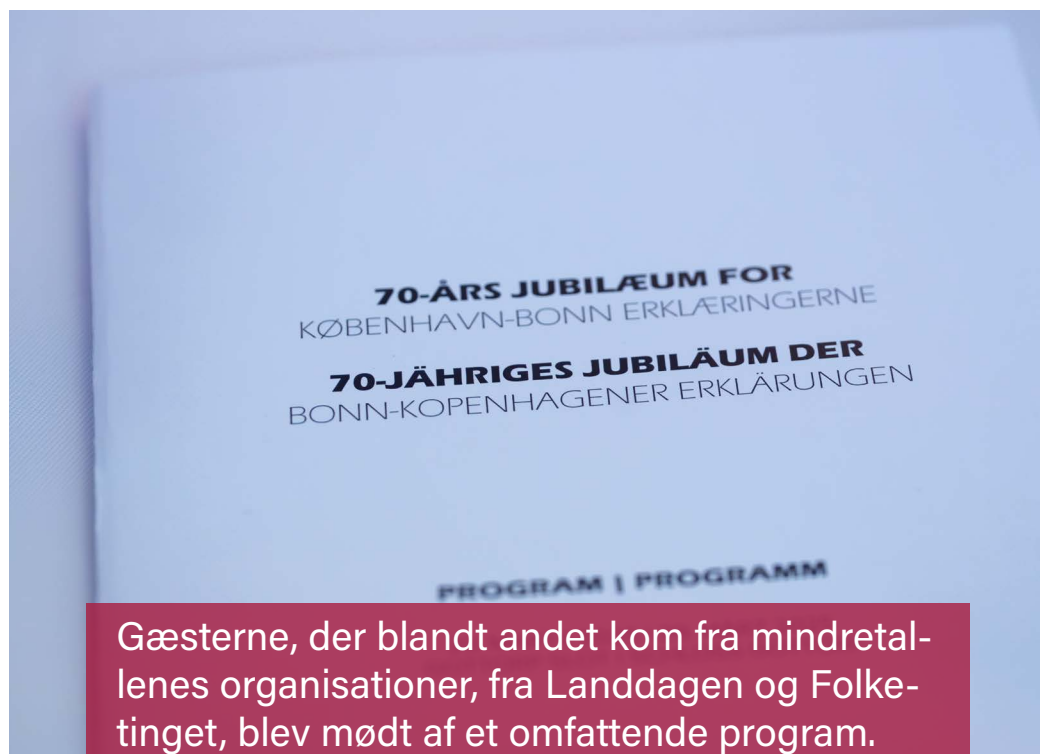 70-ÅRS JUBILÆUM FOR
KØBENHAVN-BONN ERKLÆRINGERNE
70-JÄHRIGES JUBILÄUM DER
BONN-KOPENHAGENER ERKLÄRUNGEN
PROGRAM | PROGRAMM
Gæsterne, der blandt andet kom fra mindretal-
lenes organisationer, fra Landdagen og Folke-
tinget, blev mødt af et omfattende program.